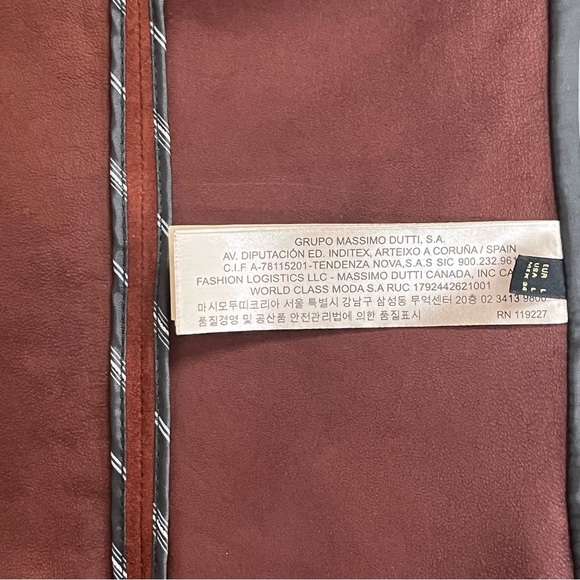 GRUPO MASSIMO DUTTI, S.A.
AV. DIPUTACIÓN ED. INDITEX, ARTEIXO A CORUÑA / SPAIN
C.I.F A-78115201-TENDENZA NOVA,S.A.S SIC 900.232.961
FASHION LOGISTICS LLC - MASSIMO DUTTI CANADA, INC CA
WORLD CLASS MODA S.A RUC 1792442621001
마시모두띠코리아 서울 특별시 강남구 삼성동 무역센터 20층 02 3413 9800
품질경영 및 공산품 안전관리법에 의한 품질표시
RN 119227
EUR L
USA L
MEX 34